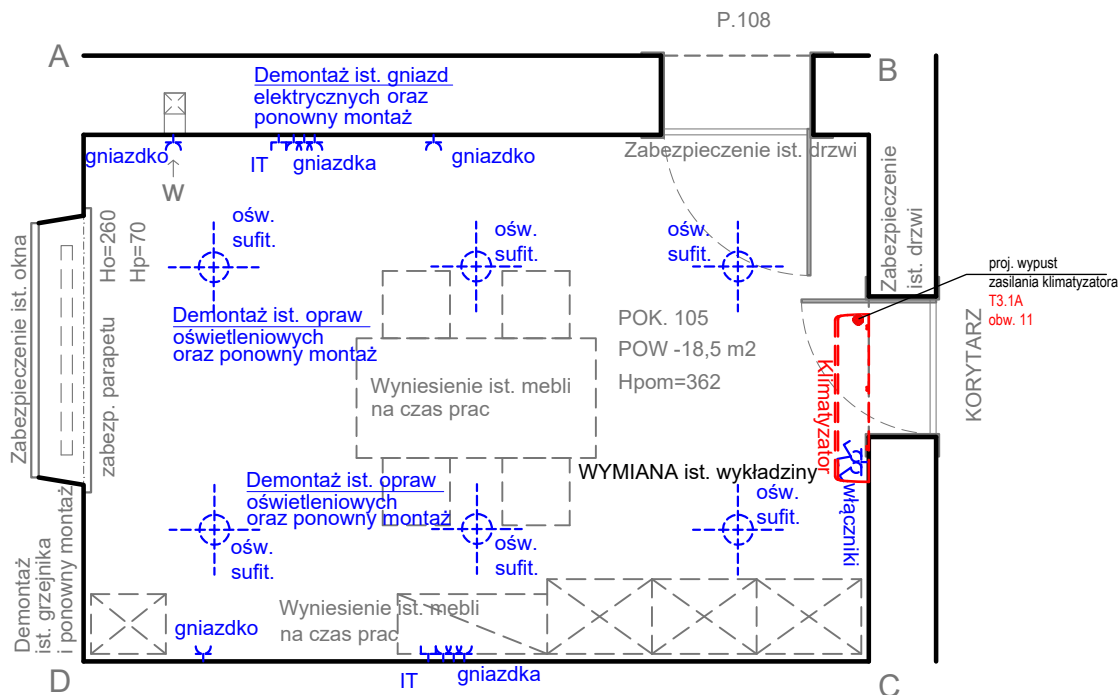 P.108
A
B
Demontaż ist. gniazd
elektrycznych oraz
ponowny montaż
gniazdko
IT
gniazdka
gniazdko
W
Zabezpieczenie ist. drzwi
Zabezpieczenie
ist. drzwi
Zabezpieczenie ist. okna
Ho=260
Hp=70
zabezp. parapetu
ośw.
sufit.
ośw.
sufit.
ośw.
sufit.
proj. wypust
zasilania klimatyzatora
T3.1A
obw. 11
Demontaż ist. opraw
oświetleniowych
oraz ponowny montaż
POK. 105
POW -18,5 m2
Hpom=362
Wyniesienie ist. mebli
na czas prac
Klimatyzator
KORYTARZ
WYMIANA ist. wykładziny
Demontaż ist. opraw
oświetleniowych
oraz ponowny montaż
włączniki
ośw.
sufit.
ośw.
sufit.
ośw.
sufit.
Demontaż
ist. grzejnika
i ponowny montaż
Wyniesienie ist. mebli
na czas prac
gniazdko
IT
gniazdka
D
C